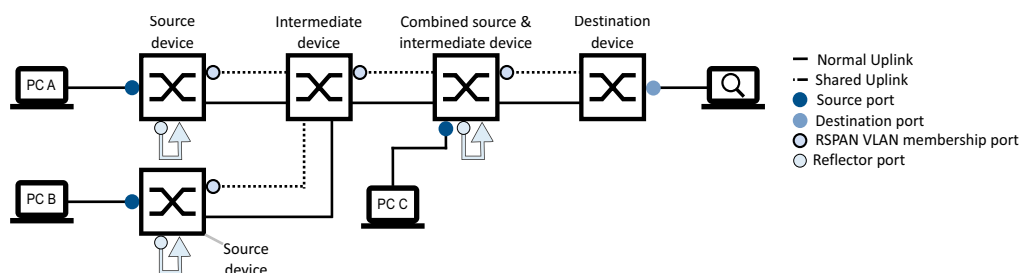 Source
device
Intermediate
device
Combined source &
intermediate device
Destination
device
PC A
PC B
PC C
Source
device
Normal Uplink
Shared Uplink
Source port
Destination port
RSPAN VLAN membership port
Reflector port